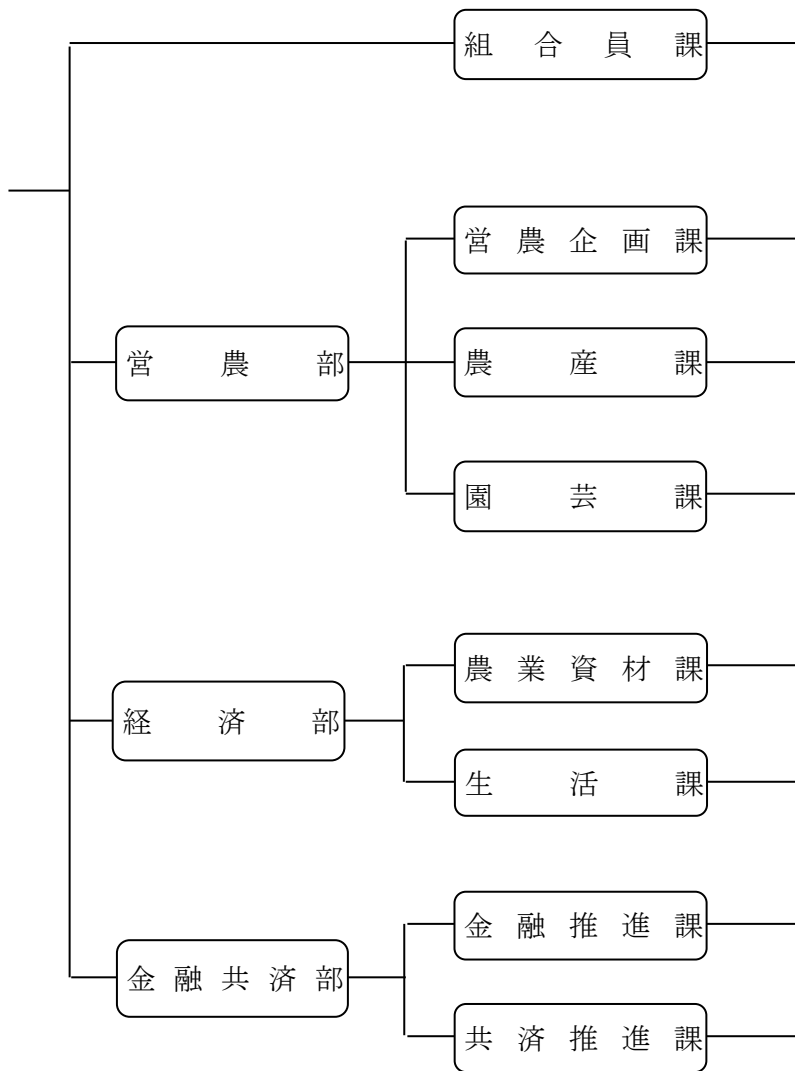 組合員課
営農企画課
営農部
農産課
園芸課
農業資材課
経済部
生活課
金融推進課
金融共済部
共済推進課